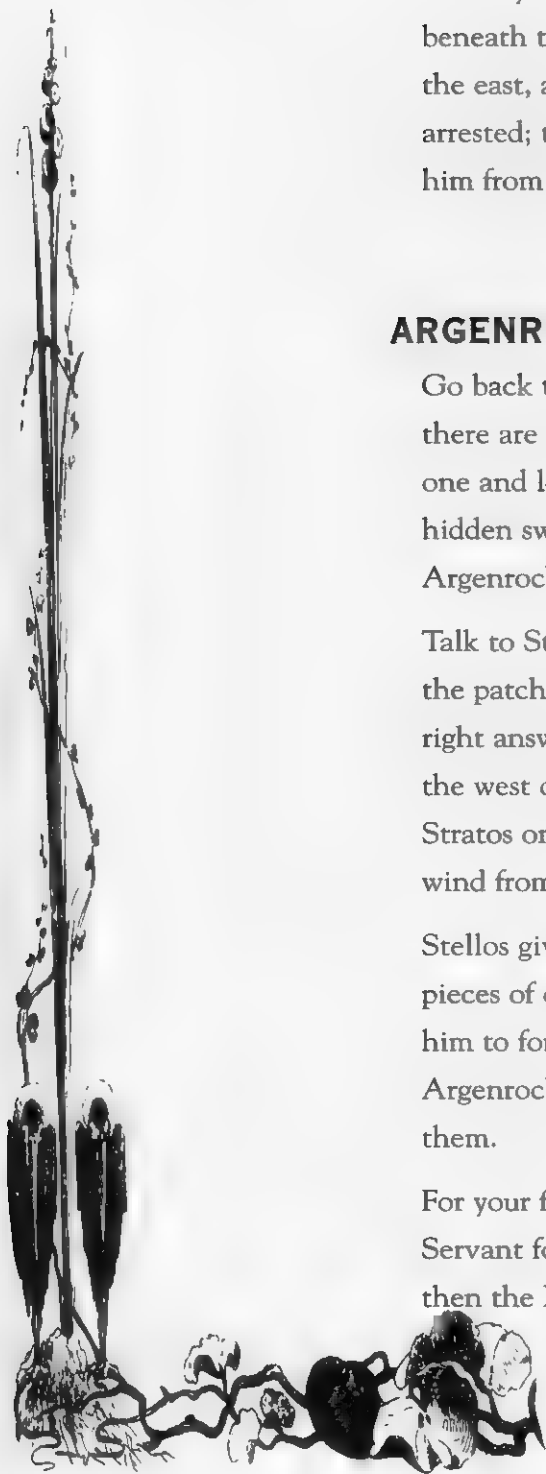 beneath t
the east, a
arrested; t
him from
ARGENR
Go back t
there are
one and l
hidden sw
Argenroc
Talk to St
the patch
right answ
the west o
Stratos or
wind from
Stellos giv
pieces of
him to for
Argenroc
them.
For your f
Servant fo
then the